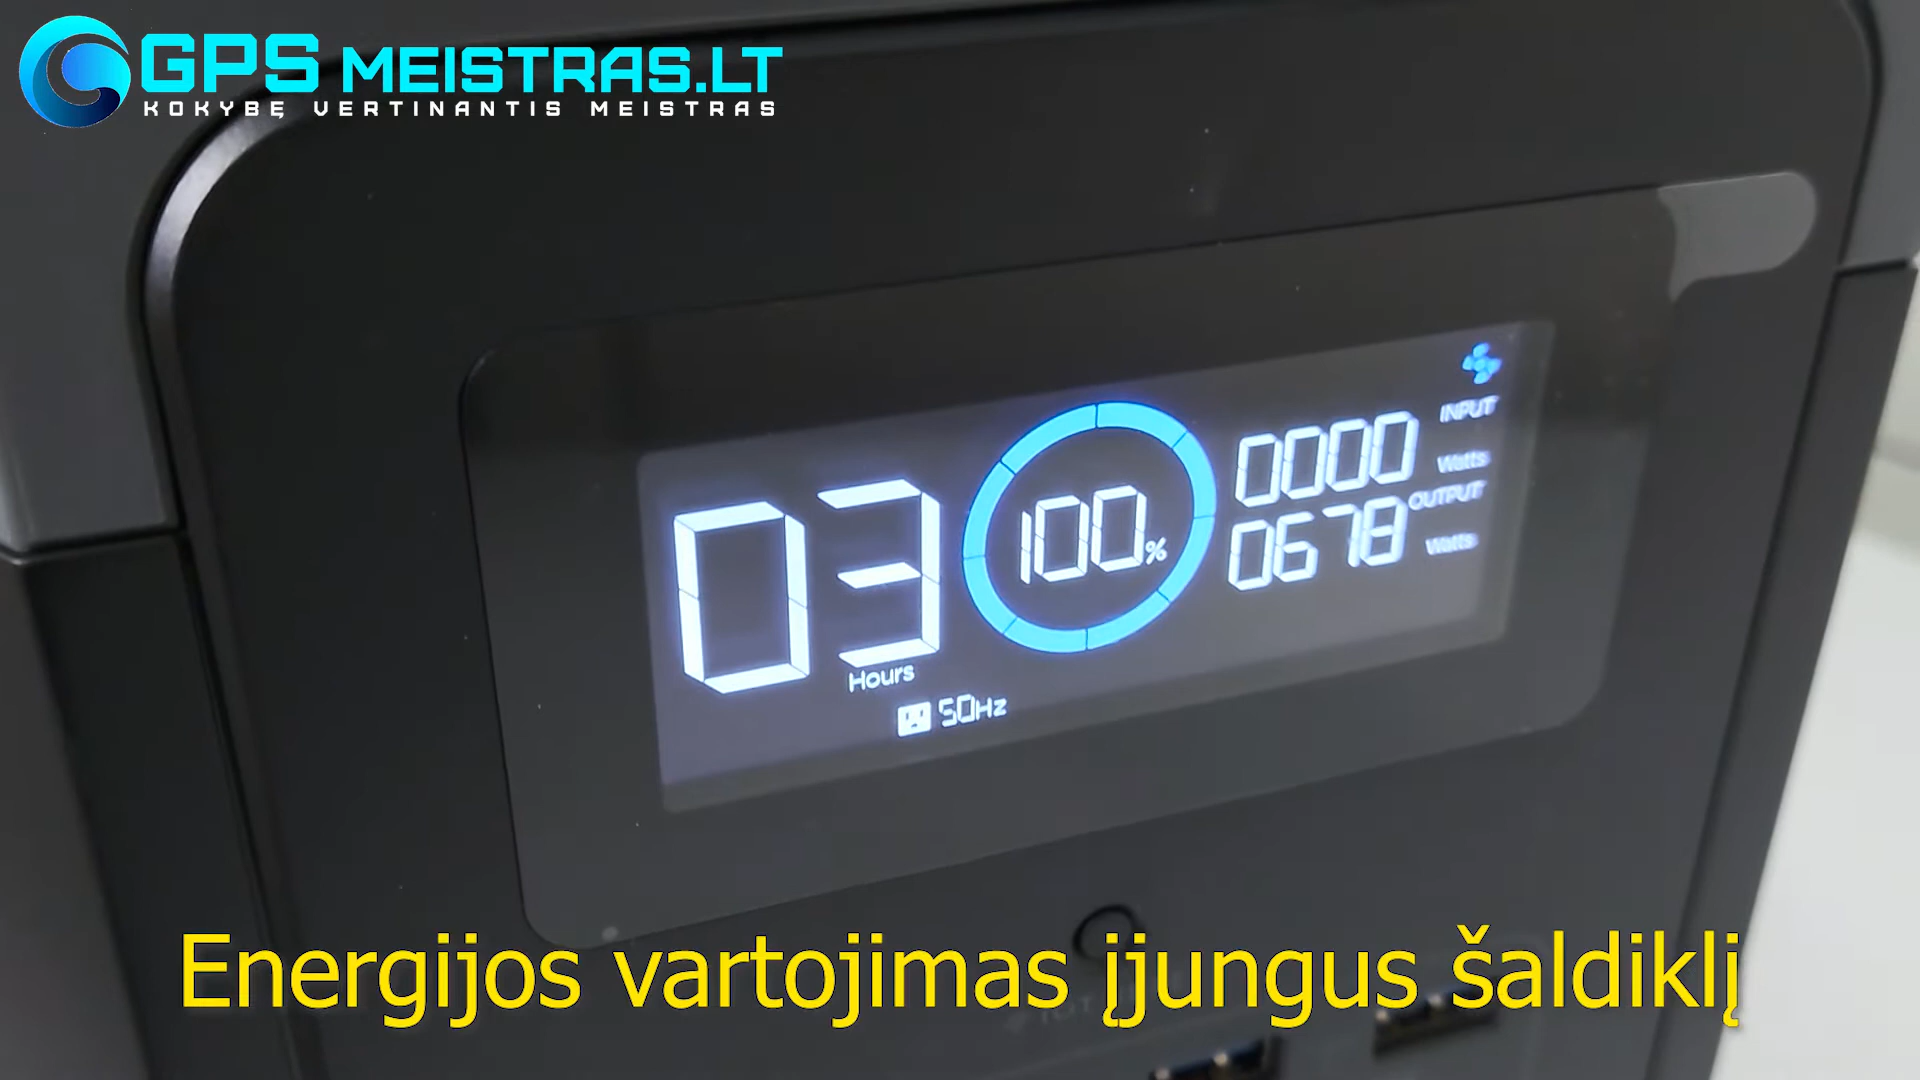 GPS MEISTRAS.LT
KOKYBĘ VERTINANTIS MEISTRAS
INPUT
0000 Watts
03 Hours
100%
OUTPUT
0678 Watts
50Hz
Energijos vartojimas įjungus šaldiklį